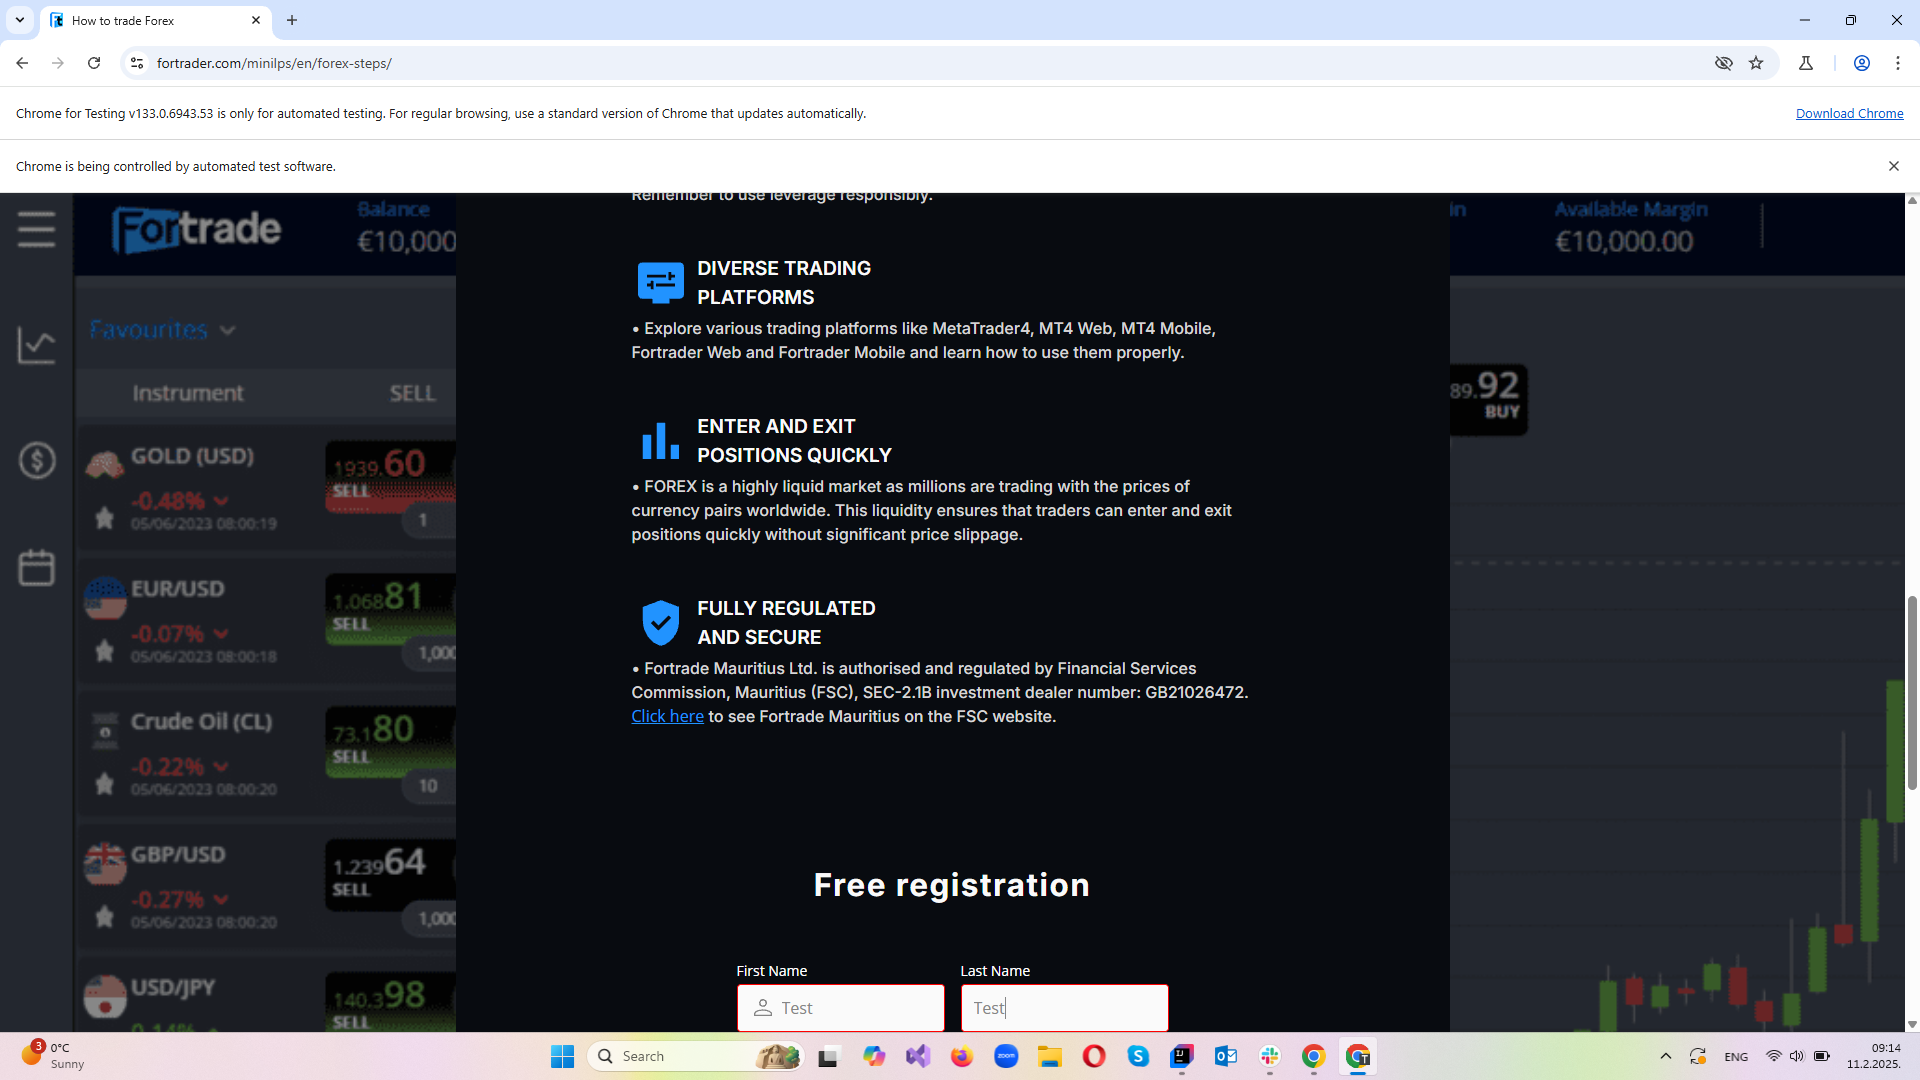 How to trade Forex
fortrader.com/minilps/en/forex-steps/
Chrome for Testing v133.0.6943.53 is only for automated testing. For regular browsing, use a standard version of Chrome that updates automatically.
Download Chrome
Chrome is being controlled by automated test software.
Remember to use leverage responsibly.
Fortrade
Balance
€10,000
in
Available Margin
€10,000.00
Favourites
Instrument
SELL
GOLD (USD)
-0.48%
05/06/2023 08:00:19
1939.60
SELL
1
EUR/USD
-0.07%
05/06/2023 08:00:18
1.06881
SELL
1,000
Crude Oil (CL)
-0.22%
05/06/2023 08:00:20
73.180
SELL
10
GBP/USD
-0.27%
05/06/2023 08:00:20
1.23964
SELL
1,000
USD/JPY
0.14%
140.398
SELL
89.92
BUY
DIVERSE TRADING
PLATFORMS
• Explore various trading platforms like MetaTrader4, MT4 Web, MT4 Mobile,
Fortrader Web and Fortrader Mobile and learn how to use them properly.
ENTER AND EXIT
POSITIONS QUICKLY
• FOREX is a highly liquid market as millions are trading with the prices of
currency pairs worldwide. This liquidity ensures that traders can enter and exit
positions quickly without significant price slippage.
FULLY REGULATED
AND SECURE
• Fortrade Mauritius Ltd. is authorised and regulated by Financial Services
Commission, Mauritius (FSC), SEC-2.1B investment dealer number: GB21026472.
Click here to see Fortrade Mauritius on the FSC website.
Free registration
First Name
Last Name
Test
Test
3
0°C
Sunny
Search
zoom
ENG
09:14
11.2.2025.